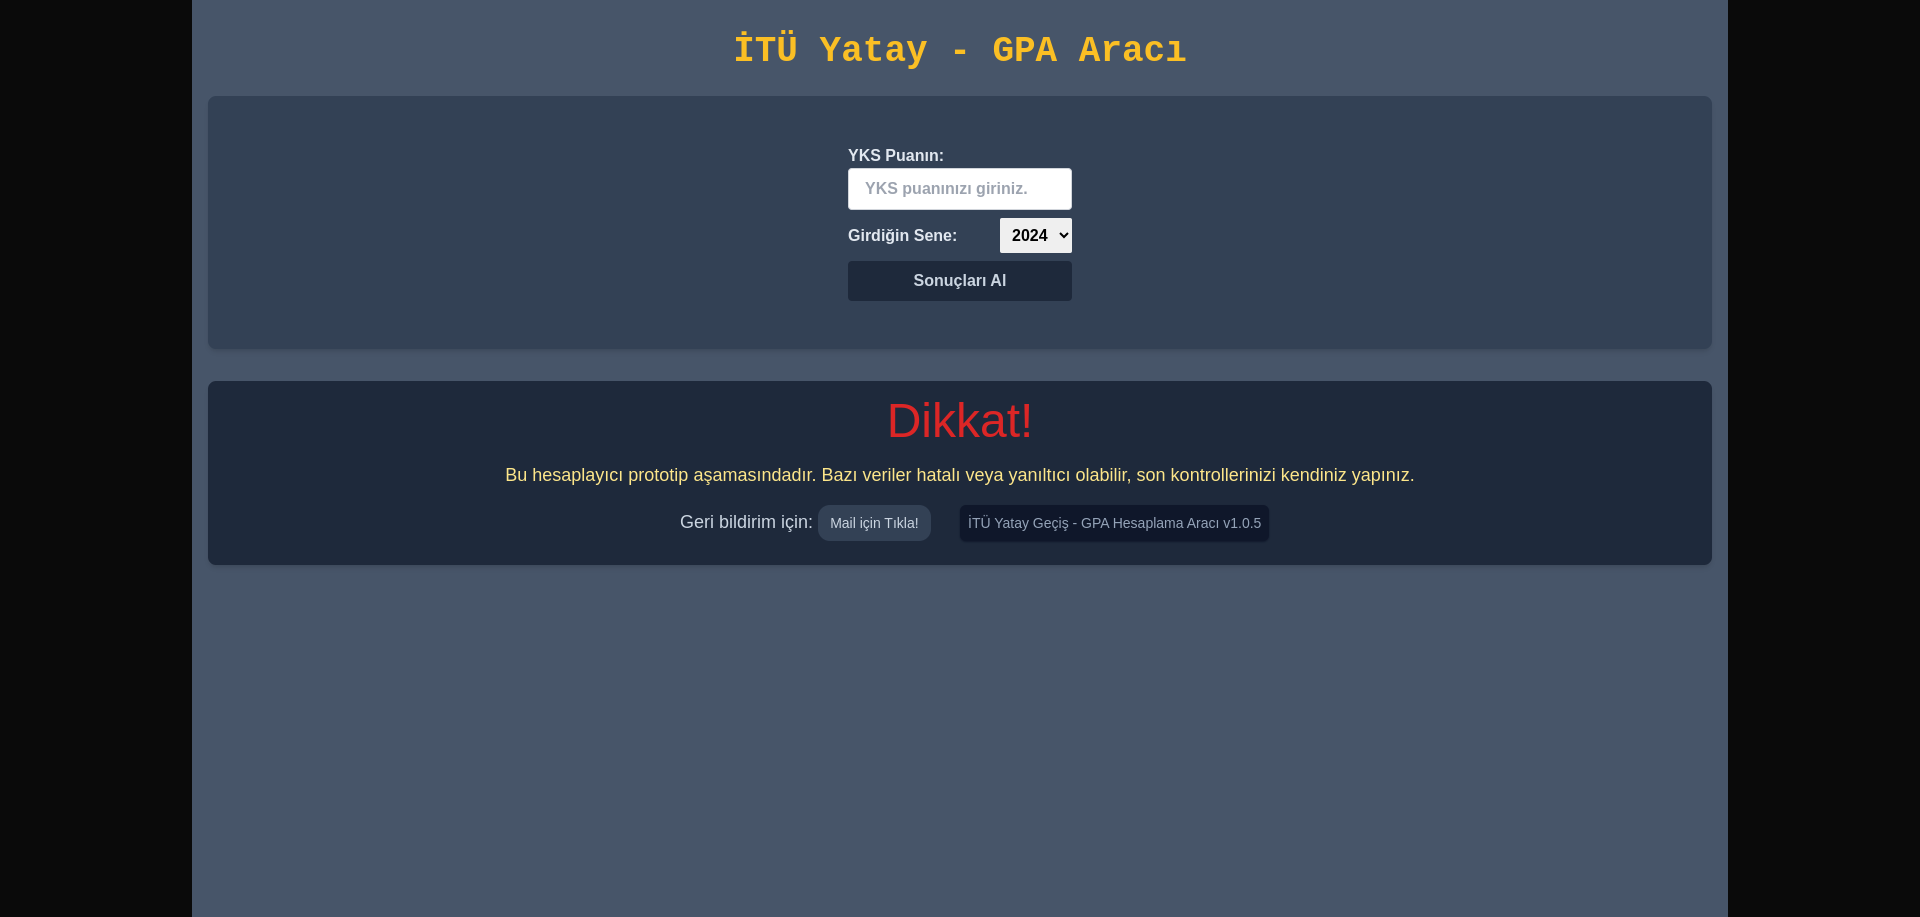 İTÜ Yatay - GPA Aracı
YKS Puanın:
YKS puanınızı giriniz.
Girdiğin Sene: 2024
Sonuçları Al
Dikkat!
Bu hesaplayıcı prototip aşamasındadır. Bazı veriler hatalı veya yanıltıcı olabilir, son kontrollerinizi kendiniz yapınız.
Geri bildirim için: Mail için Tıkla! İTÜ Yatay Geçiş - GPA Hesaplama Aracı v1.0.5